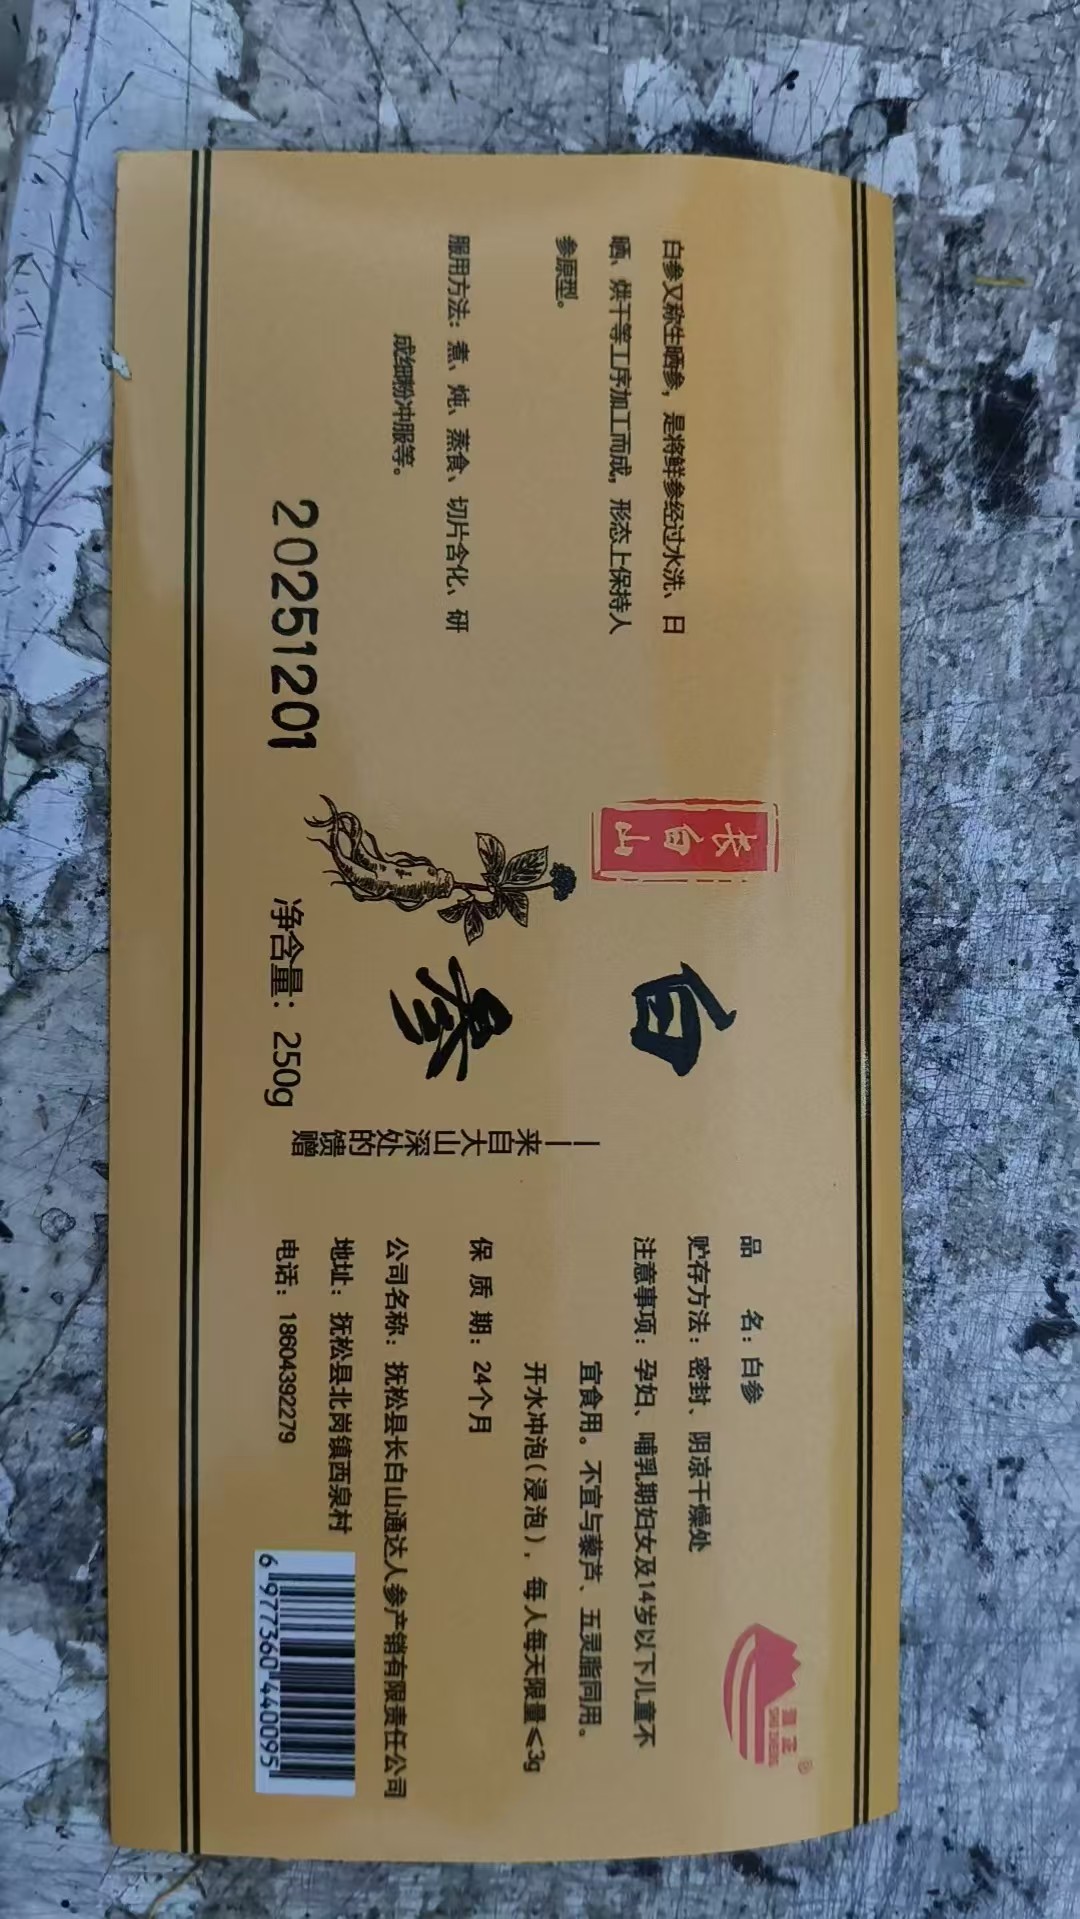 白参又称生晒参，是将鲜参经过水洗、日
晒、烘干等工序加工而成，形态上保持人
参原型。
服用方法：煮、炖、蒸食、切片含化、研
成细粉冲服等。
20251201
长白山
白参
——来自大山深处的馈赠
净含量：250g
品 名：白参
贮存方法：密封、阴凉干燥处
注意事项：孕妇、哺乳期妇女及14岁以下儿童不
宜食用。不宜与藜芦、五灵脂同用。
开水冲泡（浸泡），每人每天限量≤3g
保 质 期：24个月
公司名称：抚松县长白山通达人参产销有限责任公司
地址：抚松县北岗镇西泉村
电话：18604392279
6 977360 440095